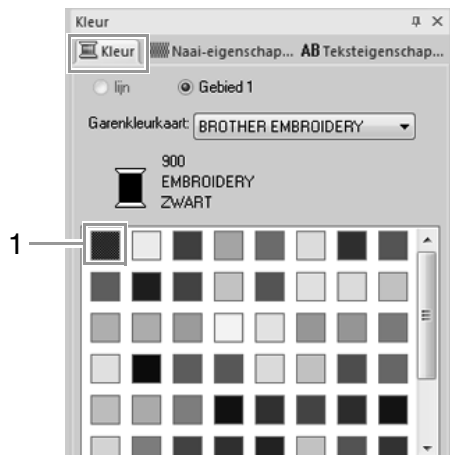 Kleur
Kleur Naai-eigenschap... AB Teksteigenschap...
lijn Gebied 1
Garenkleurkaart: BROTHER EMBROIDERY
900
EMBROIDERY
ZWART
1